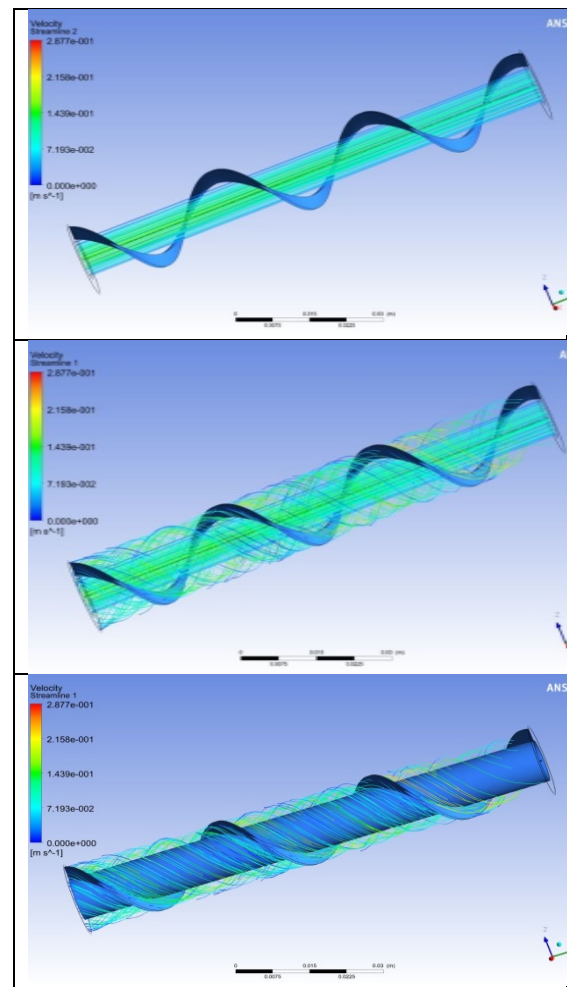 Velocity
Streamline 2
ANS
2.877e-001
2.158e-001
1.439e-001
7.193e-002
0.000e+000
[m s^-1]
0 0.015 0.03 (m)
0.0075 0.0225
Z
Velocity
Streamline 1
A
2.877e-001
2.158e-001
1.439e-001
7.193e-002
0.000e+000
[m s^-1]
0 0.015 0.03 (m)
0.0075 0.0225
Z
Velocity
Streamline 1
ANS
2.877e-001
2.158e-001
1.439e-001
7.193e-002
0.000e+000
[m s^-1]
0 0.015 0.03 (m)
0.0075 0.0225
Z